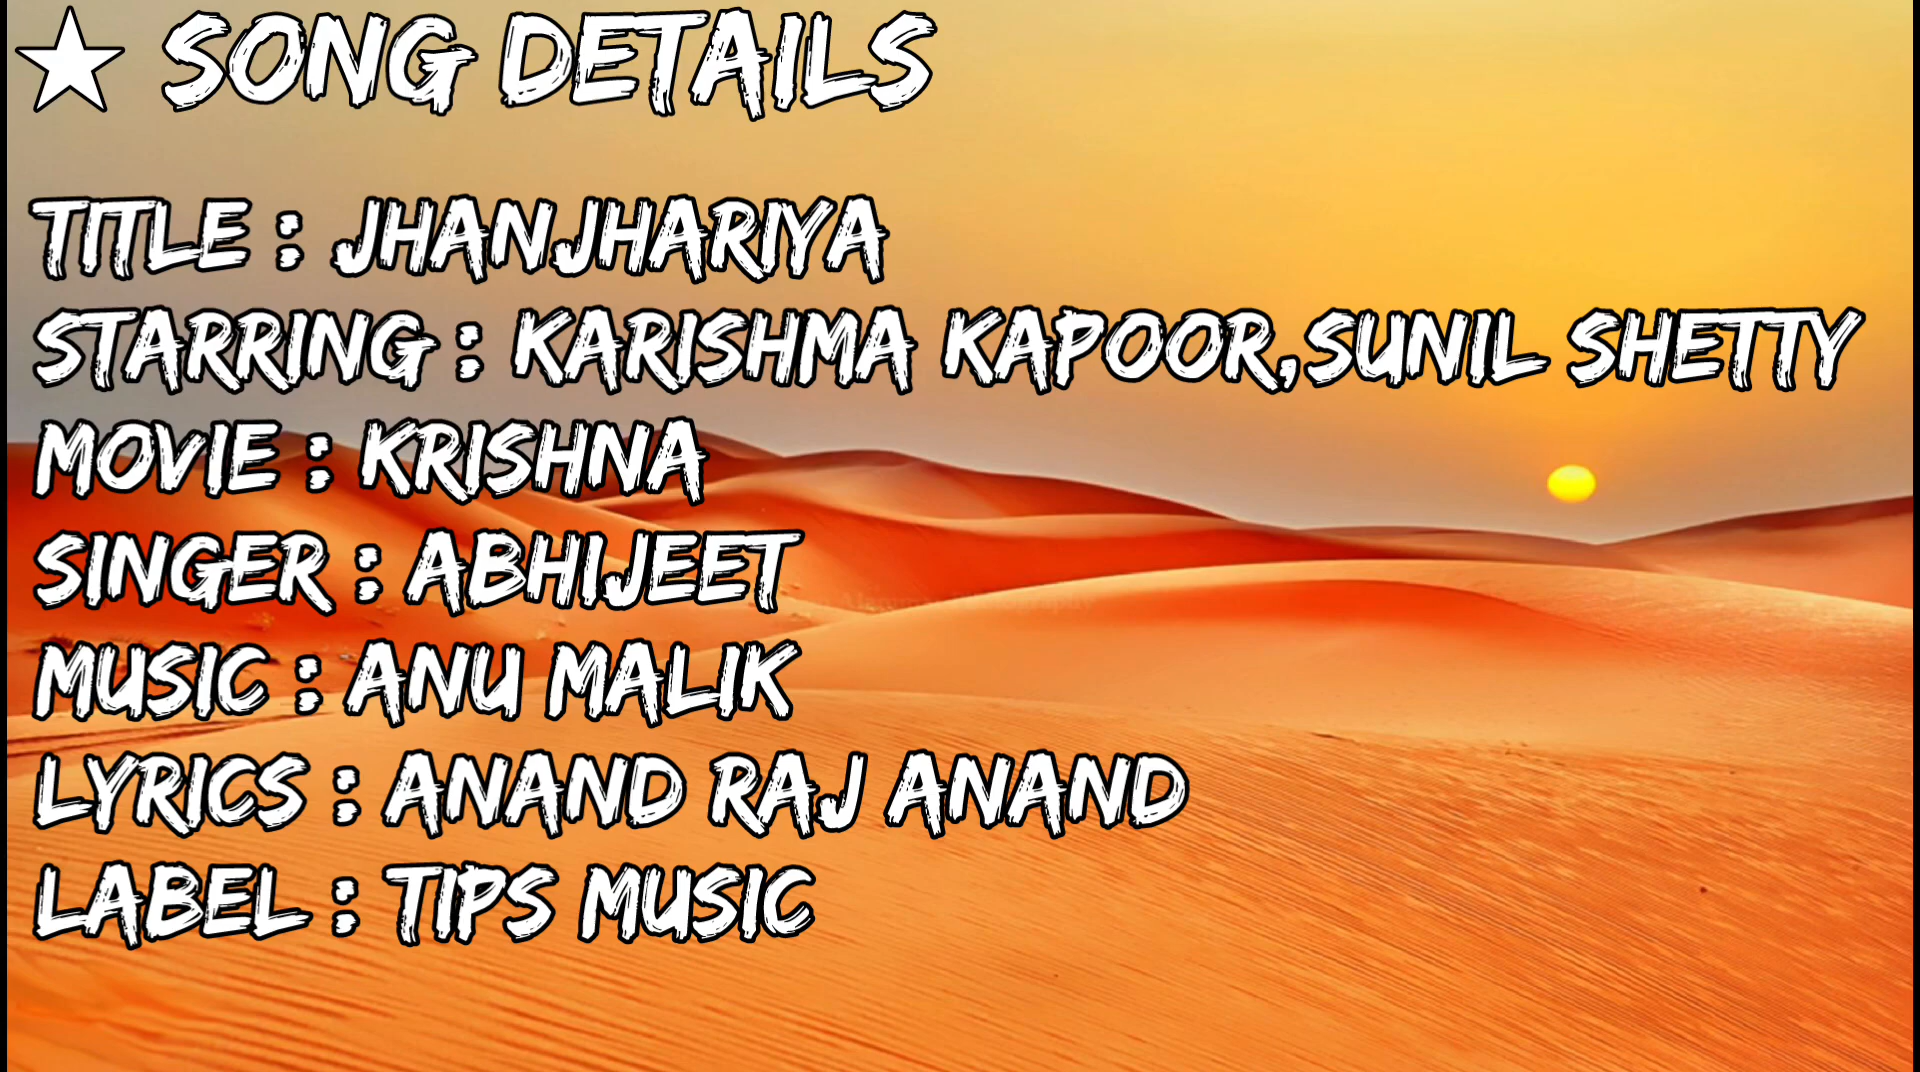 ★ SONG DETAILS
TITLE : JHANJHARIYA
STARRING : KARISHMA KAPOOR,SUNIL SHETTY
MOVIE : KRISHNA
SINGER : ABHIJEET
MUSIC : ANU MALIK
LYRICS : ANAND RAJ ANAND
LABEL : TIPS MUSIC